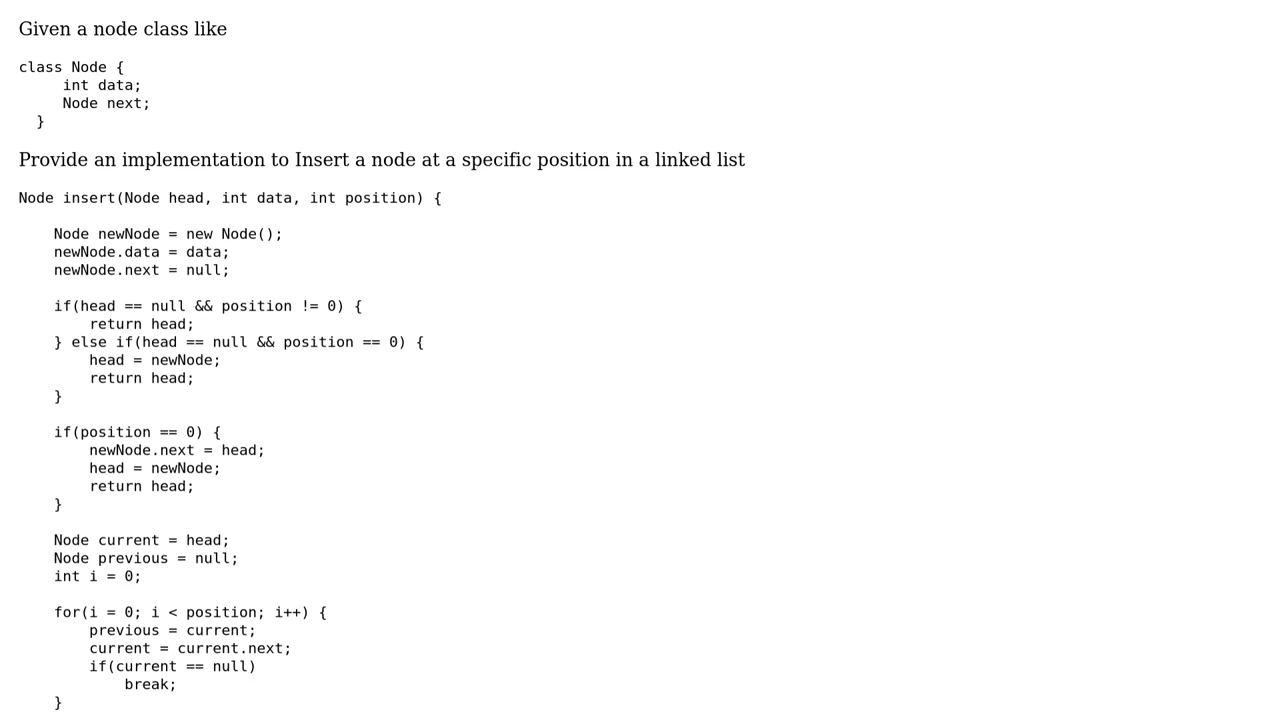 Given a node class like
class Node {
     int data;
     Node next;
  }
Provide an implementation to Insert a node at a specific position in a linked list
Node insert(Node head, int data, int position) {
    Node newNode = new Node();
    newNode.data = data;
    newNode.next = null;
    if(head == null && position != 0) {
        return head;
    } else if(head == null && position == 0) {
        head = newNode;
        return head;
    }
    if(position == 0) {
        newNode.next = head;
        head = newNode;
        return head;
    }
    Node current = head;
    Node previous = null;
    int i = 0;
    for(i = 0; i < position; i++) {
        previous = current;
        current = current.next;
        if(current == null)
            break;
    }